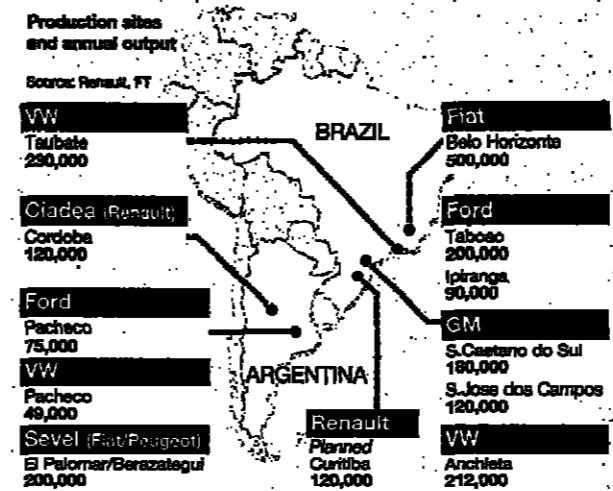 Production sites
and annual output
Source: Renault, FT
VW
Taubate
230,000
Ciadea (Renault)
Cordoba
120,000
Ford
Pacheco
75,000
VW
Pacheco
49,000
Sevel (Fiat/Peugeot)
El Palomar/Berazategui
200,000
BRAZIL
ARGENTINA
Renault
Planned
Curitiba
120,000
Fiat
Belo Horizonte
500,000
Ford
Taboao
200,000
Ipiranga
90,000
GM
S.Caetano do Sul
180,000
S.Jose dos Campos
120,000
VW
Anchieta
212,000